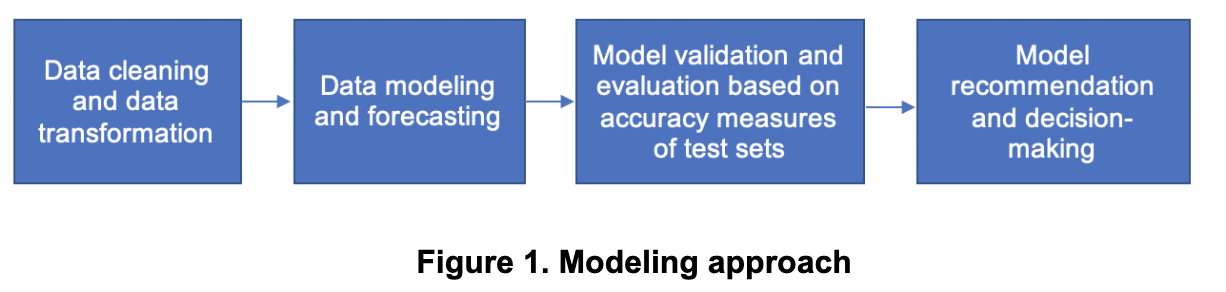 Data cleaning
and data
transformation
Data modeling
and forecasting
Model validation and
evaluation based on
accuracy measures
of test sets
Model
recommendation
and decision-
making
Figure 1. Modeling approach